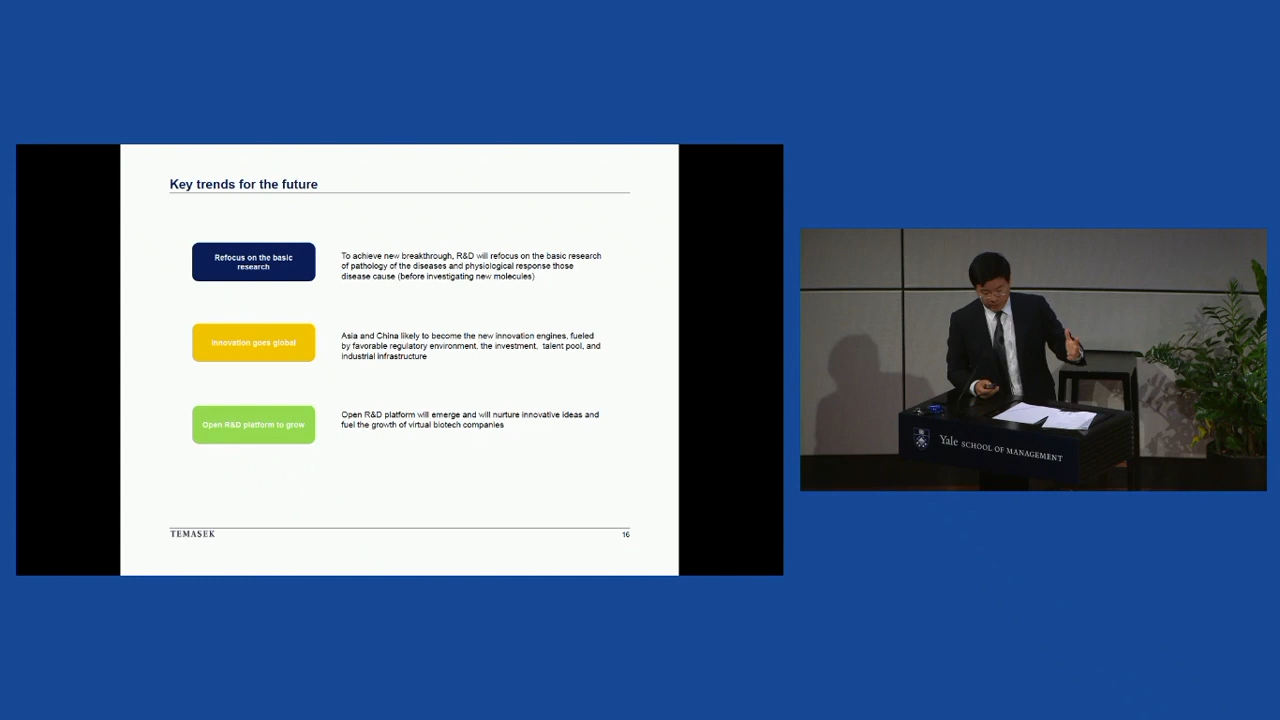 Key trends for the future
Refocus on the basic
research
To achieve new breakthrough, R&D will refocus on the basic research
of pathology of the diseases and physiological response those
disease cause (before investigating new molecules)
Innovation goes global
Asia and China likely to become the new innovation engines, fueled
by favorable regulatory environment, the investment, talent pool, and
industrial infrastructure
Open R&D platform to grow
Open R&D platform will emerge and will nurture innovative ideas and
fuel the growth of virtual biotech companies
TEMASEK
16
Yale SCHOOL OF MANAGEMENT